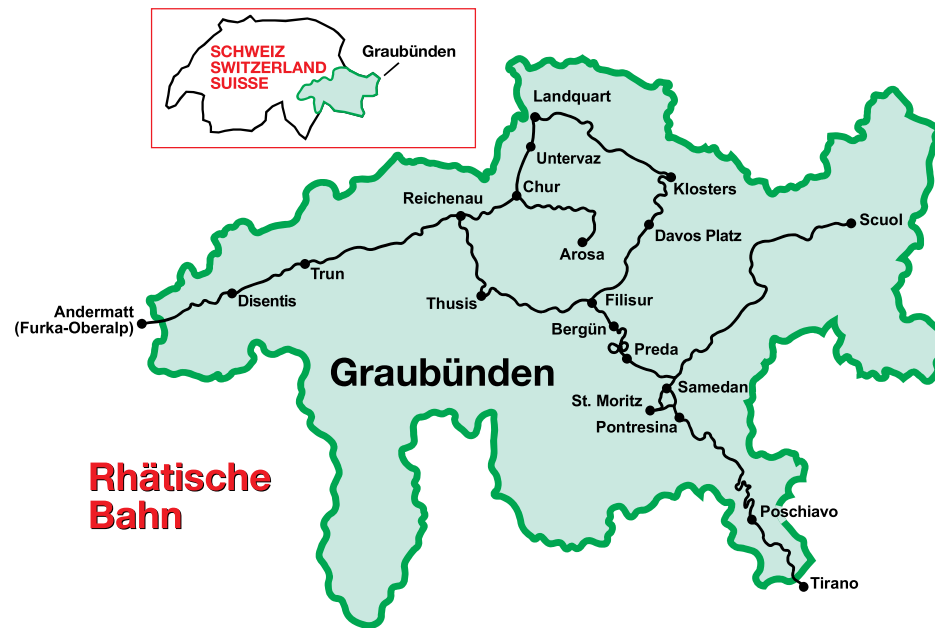 SCHWEIZ
SWITZERLAND
SUISSE
Graubünden
Landquart
Untervaz
Chur
Klosters
Reichenau
Scuol
Davos Platz
Arosa
Trun
Disentis
Thusis
Filisur
Andermatt
(Furka-Oberalp)
Bergün
Preda
Graubünden
Samedan
St. Moritz
Pontresina
Rhätische
Bahn
Poschiavo
Tirano